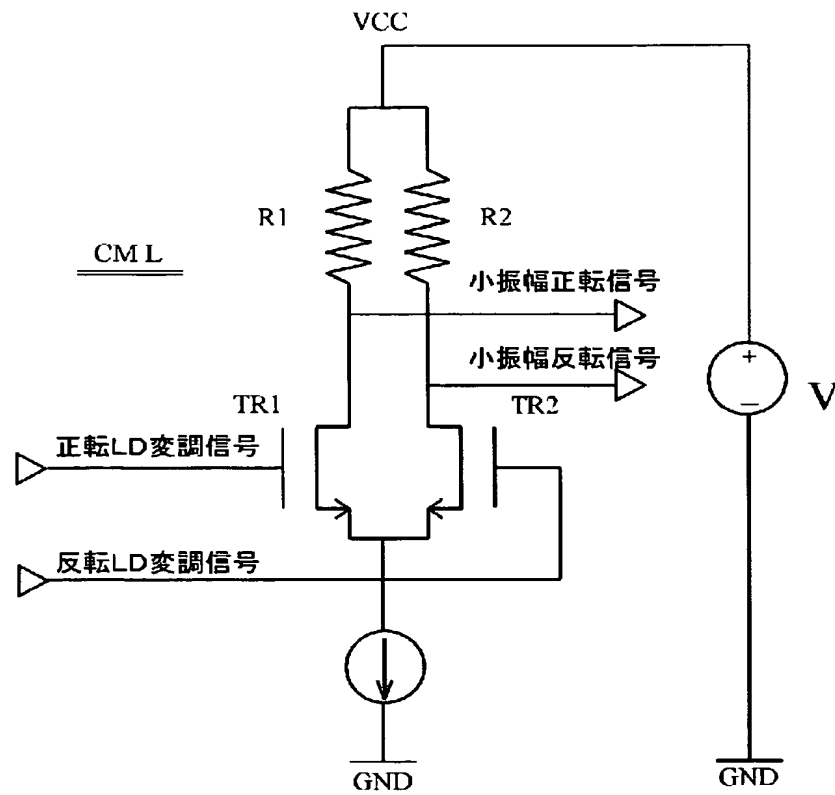 VCC
R1
R2
CML
小振幅正転信号
小振幅反転信号
+
−
V
TR1
TR2
正転LD変調信号
反転LD変調信号
GND
GND